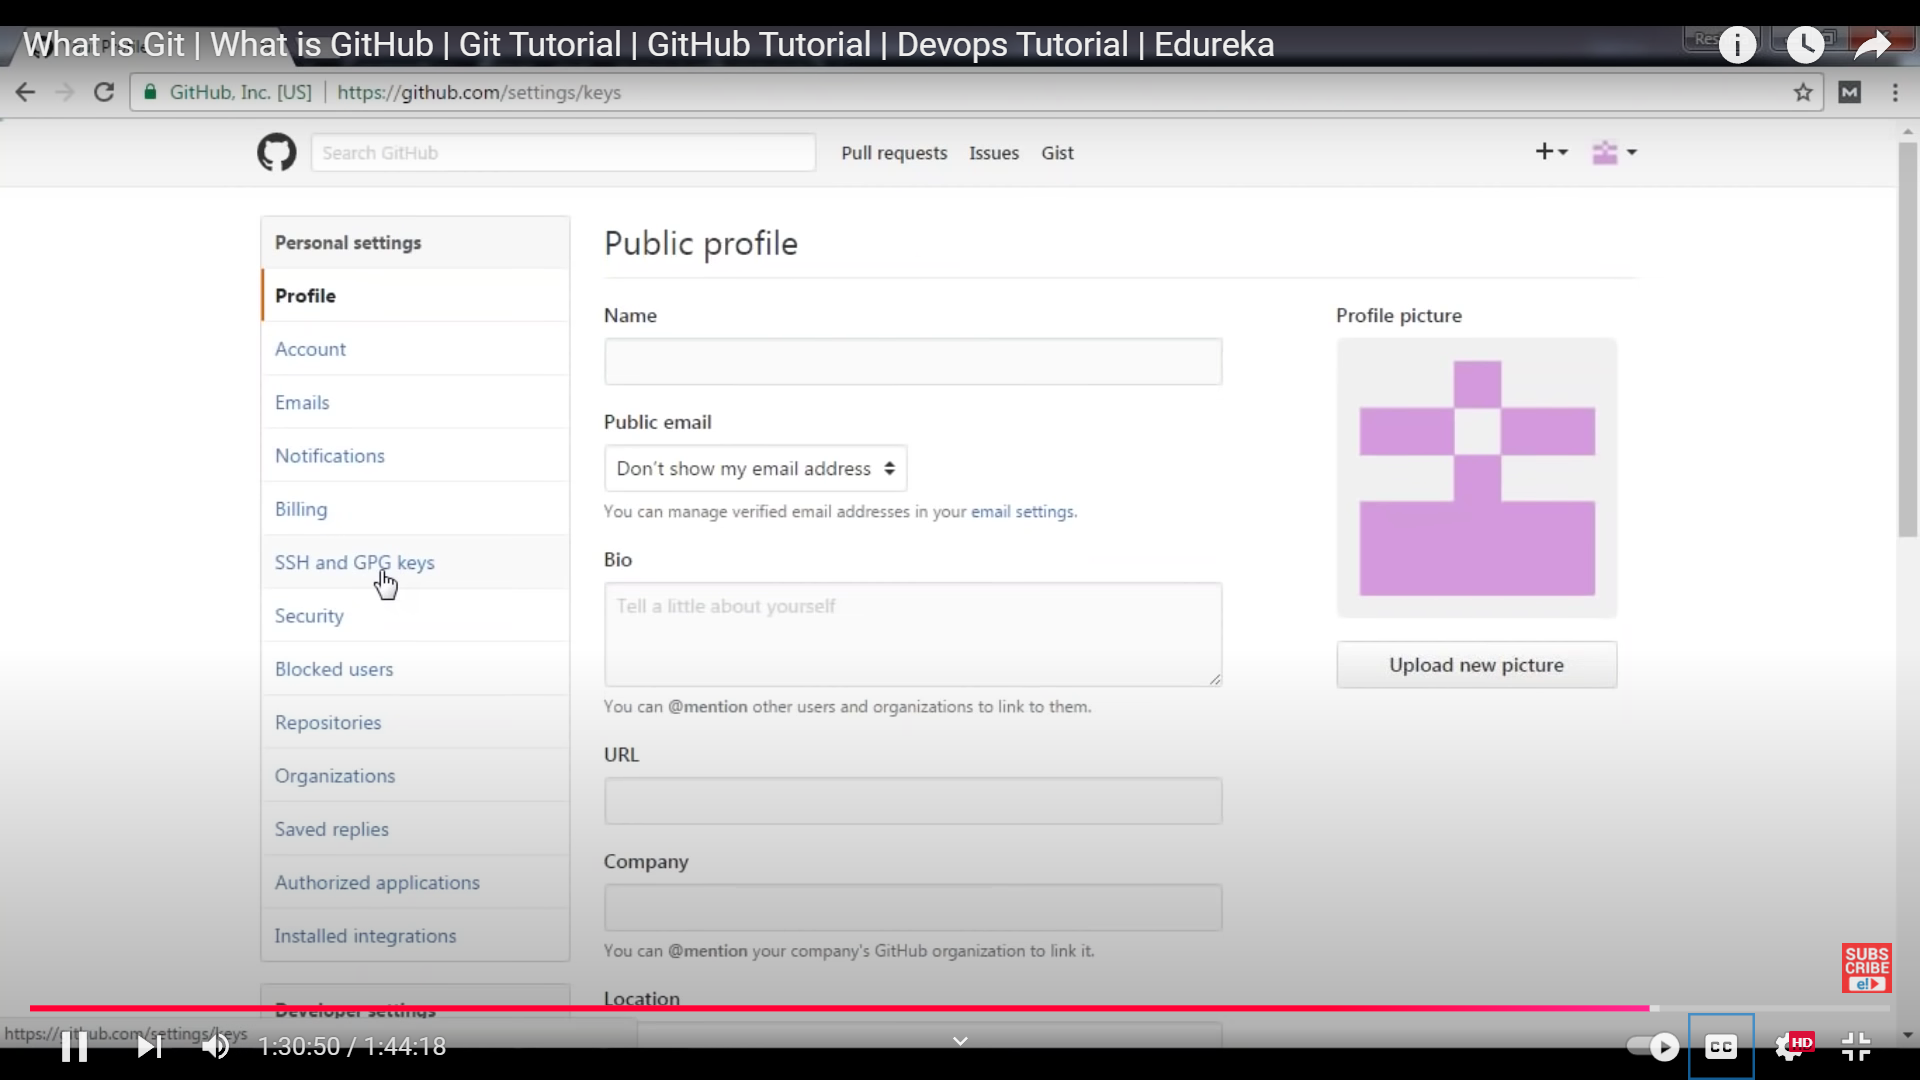 What is Git | What is GitHub | Git Tutorial | GitHub Tutorial | Devops Tutorial | Edureka
GitHub, Inc. [US] https://github.com/settings/keys
Search GitHub
Pull requests Issues Gist
Personal settings
Profile
Account
Emails
Notifications
Billing
SSH and GPG keys
Security
Blocked users
Repositories
Organizations
Saved replies
Authorized applications
Installed integrations
Developer settings
Public profile
Name
Public email
Don't show my email address
You can manage verified email addresses in your email settings.
Bio
Tell a little about yourself
You can @mention other users and organizations to link to them.
URL
Company
You can @mention your company's GitHub organization to link it.
Location
Profile picture
Upload new picture
SUBS
CRIBE
e!
https://github.com/settings/keys
1:30:50 / 1:44:18
CC
HD